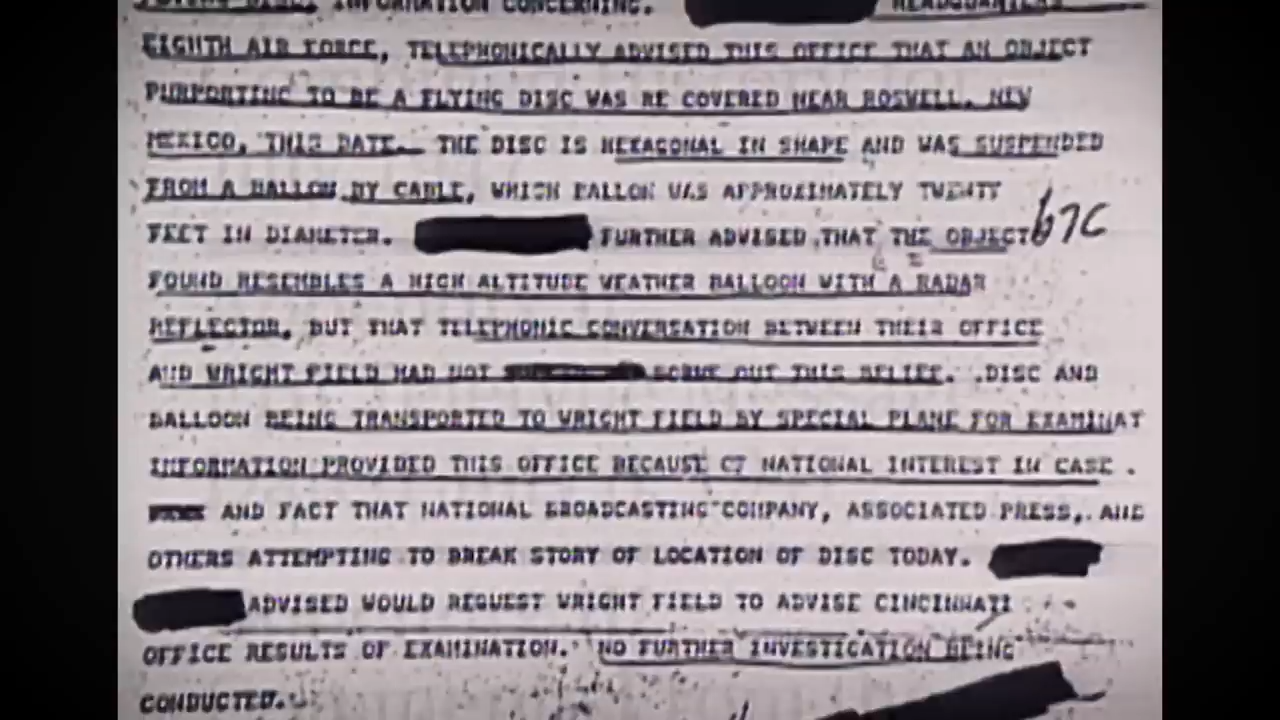 FLYING DISC, INFORMATION CONCERNING. HEADQUARTERS
EIGHTH AIR FORCE, TELEPHONICALLY ADVISED THIS OFFICE THAT AN OBJECT
PURPORTING TO BE A FLYING DISC WAS RE COVERED NEAR ROSWELL, NEW
MEXICO, THIS DATE. THE DISC IS HEXAGONAL IN SHAPE AND WAS SUSPENDED
FROM A BALLON BY CABLE, WHICH BALLON WAS APPROXIMATELY TWENTY
FEET IN DIAMETER. FURTHER ADVISED THAT THE OBJECT b7C
FOUND RESEMBLES A HIGH ALTITUDE WEATHER BALLOON WITH A RADAR
REFLECTOR, BUT THAT TELEPHONIC CONVERSATION BETWEEN THEIR OFFICE
AND WRIGHT FIELD HAD NOT BORNE OUT THIS BELIEF. DISC AND
BALLOON BEING TRANSPORTED TO WRIGHT FIELD BY SPECIAL PLANE FOR EXAMINAT
INFORMATION PROVIDED THIS OFFICE BECAUSE OF NATIONAL INTEREST IN CASE .
AND FACT THAT NATIONAL BROADCASTING COMPANY, ASSOCIATED PRESS, AND
OTHERS ATTEMPTING TO BREAK STORY OF LOCATION OF DISC TODAY.
ADVISED WOULD REQUEST WRIGHT FIELD TO ADVISE CINCINNATI
OFFICE RESULTS OF EXAMINATION. NO FURTHER INVESTIGATION BEING
CONDUCTED.